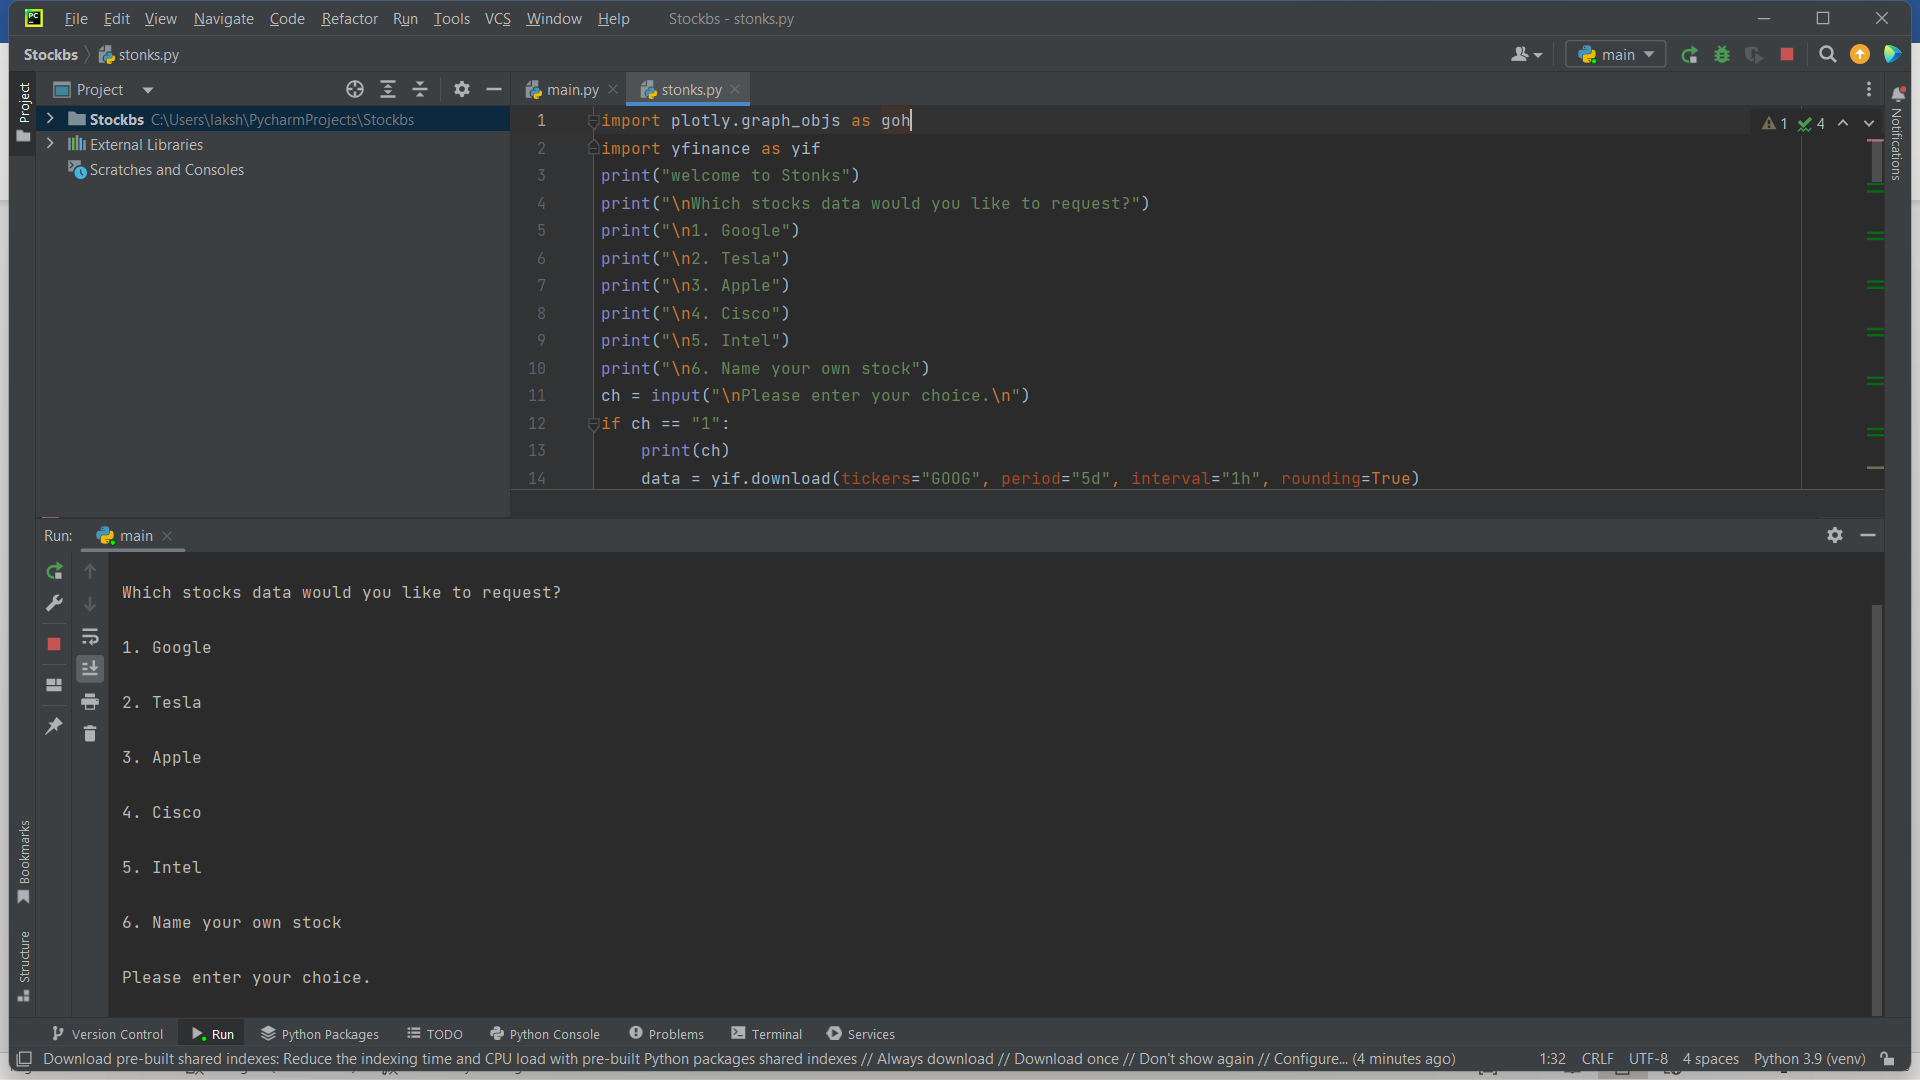 PC File Edit View Navigate Code Refactor Run Tools VCS Window Help Stockbs - stonks.py
Stockbs stonks.py main
Project
Project
main.py stonks.py
Stockbs C:\Users\laksh\PycharmProjects\Stockbs
External Libraries
Scratches and Consoles
1 import plotly.graph_objs as goh
2 import yfinance as yif
3 print("welcome to Stonks")
4 print("\nWhich stocks data would you like to request?")
5 print("\n1. Google")
6 print("\n2. Tesla")
7 print("\n3. Apple")
8 print("\n4. Cisco")
9 print("\n5. Intel")
10 print("\n6. Name your own stock")
11 ch = input("\nPlease enter your choice.\n")
12 if ch == "1":
13 print(ch)
14 data = yif.download(tickers="GOOG", period="5d", interval="1h", rounding=True)
1 4
Notifications
Run: main
Which stocks data would you like to request?
1. Google
2. Tesla
3. Apple
4. Cisco
5. Intel
6. Name your own stock
Please enter your choice.
Bookmarks
Structure
Version Control Run Python Packages TODO Python Console Problems Terminal Services
Download pre-built shared indexes: Reduce the indexing time and CPU load with pre-built Python packages shared indexes // Always download // Download once // Don't show again // Configure... (4 minutes ago) 1:32 CRLF UTF-8 4 spaces Python 3.9 (venv)